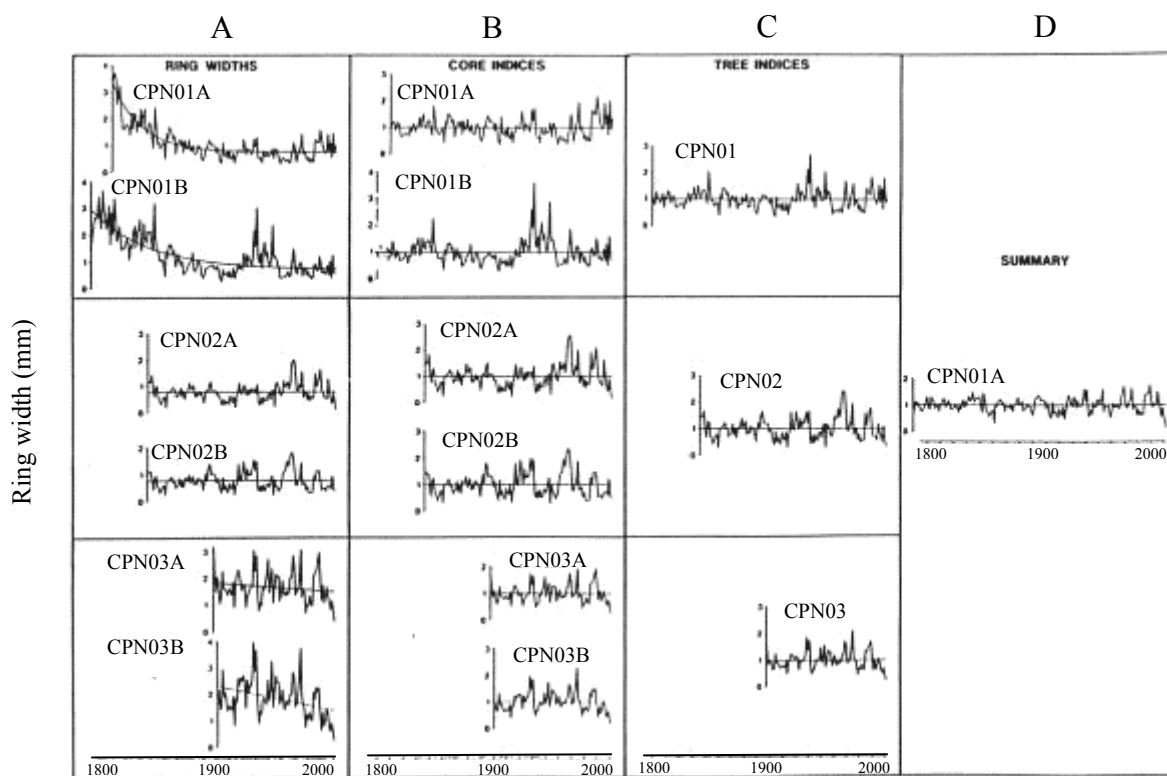 A B C D
RING WIDTHS CORE INDICES TREE INDICES
CPN01A CPN01A
CPN01
CPN01B CPN01B
SUMMARY
Ring width (mm)
CPN02A CPN02A
CPN02 CPN01A
CPN02B CPN02B
1800 1900 2000
CPN03A CPN03A
CPN03
CPN03B CPN03B
1800 1900 2000 1800 1900 2000 1800 1900 2000